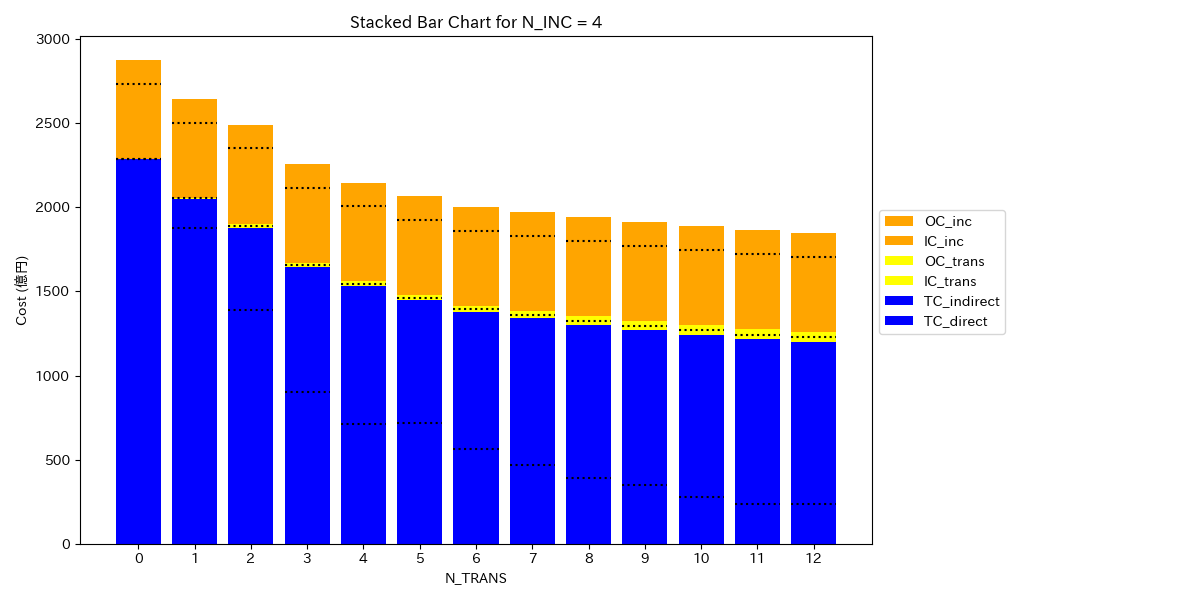 Stacked Bar Chart for N_INC = 4
Cost (億円)
3000
2500
2000
1500
1000
500
0
0 1 2 3 4 5 6 7 8 9 10 11 12
N_TRANS
OC_inc
IC_inc
OC_trans
IC_trans
TC_indirect
TC_direct